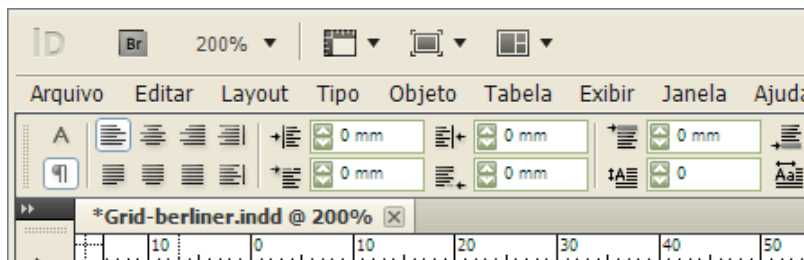 ID Br 200%
Arquivo Editar Layout Tipo Objeto Tabela Exibir Janela Ajuda
A 0 mm 0 mm 0 mm
¶ 0 mm 0 mm 0
*Grid-berliner.indd @ 200%
10 0 10 20 30 40 50